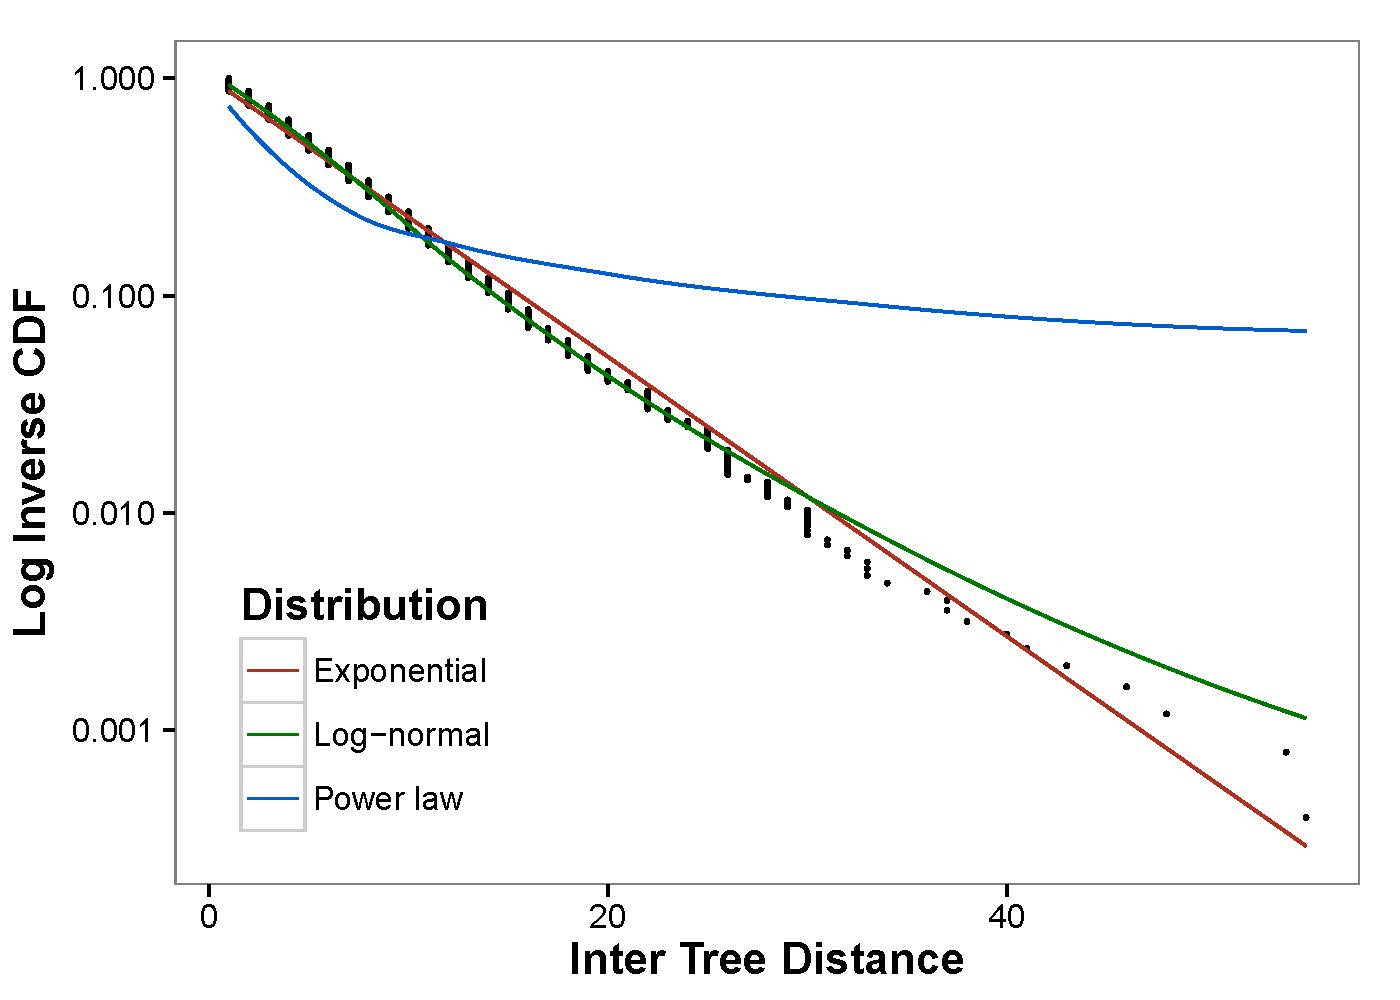 Log Inverse CDF
1.000
0.100
0.010
0.001
Distribution
Exponential
Log−normal
Power law
0 20 40
Inter Tree Distance